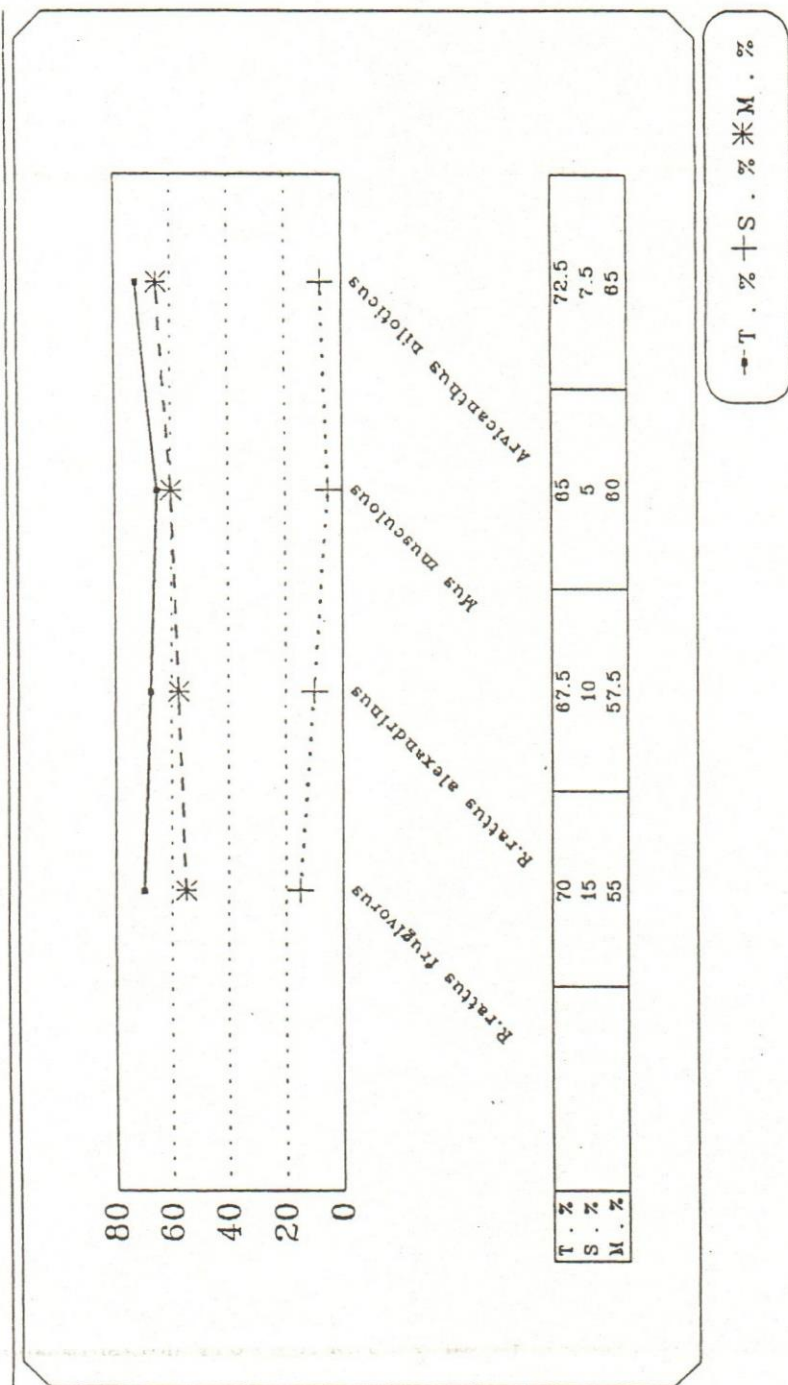 80
60
40
20
0
R.rattus frugivorus
R.rattus alexandrinus
Mus musculous
Arvicanthus niloticus
T . % 70 67.5 65 72.5
S . % 15 10 5 7.5
M . % 55 57.5 60 65
T . % S . % M . %